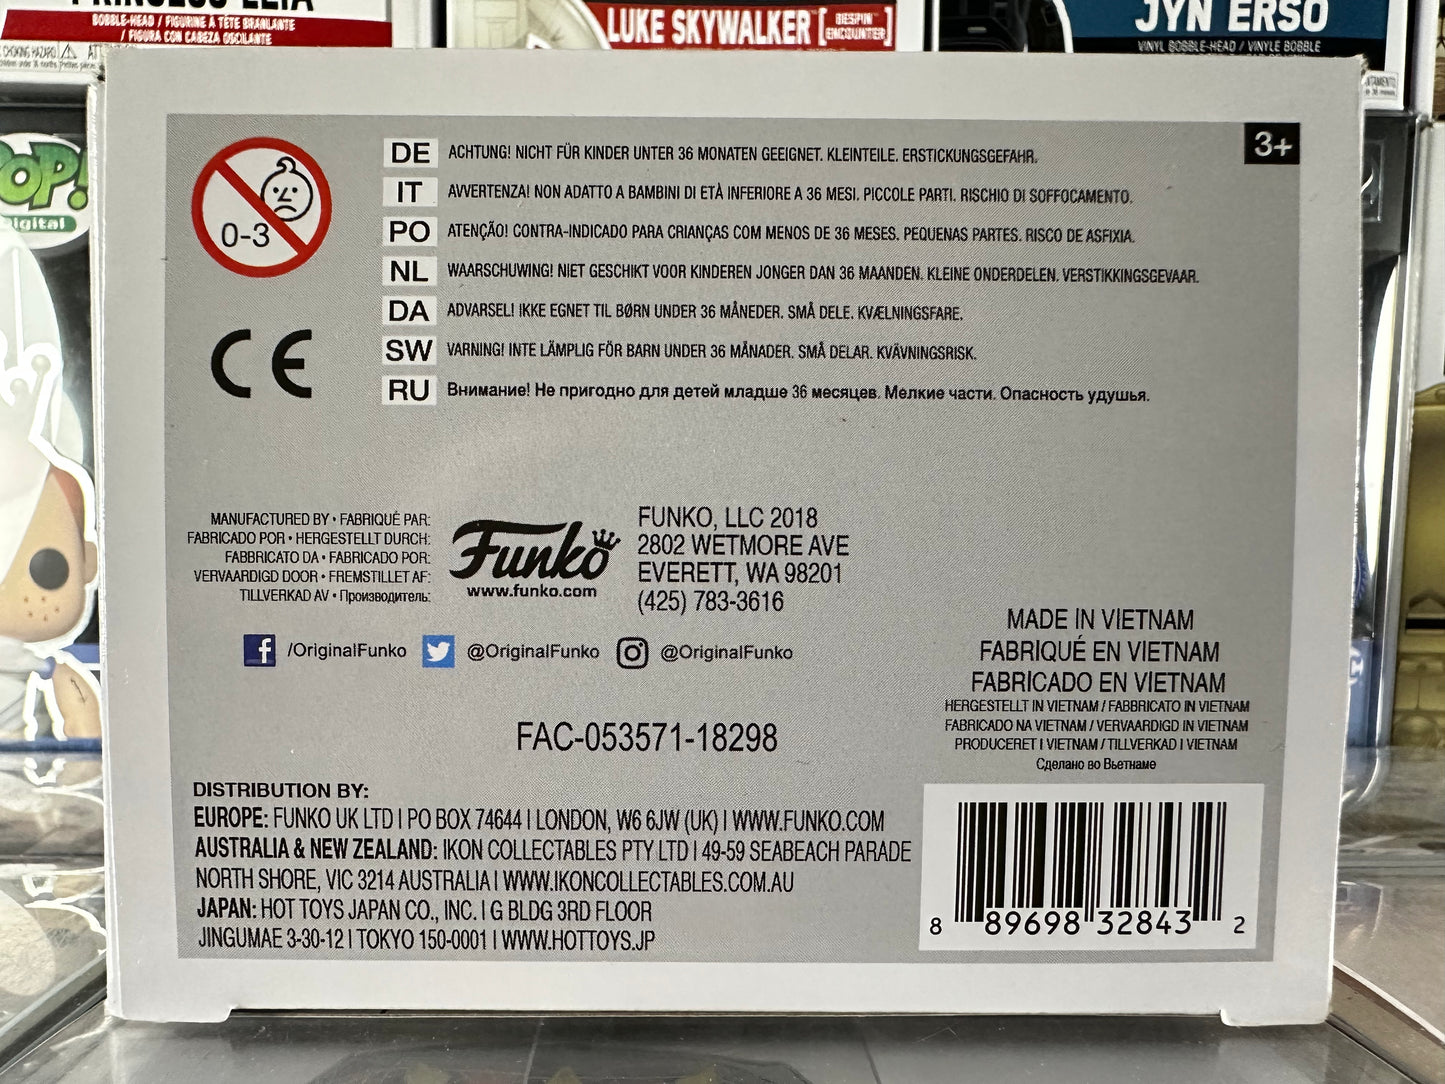 BOBBLE-HEAD / FIGURINE À TÊTE BRANLANTE
/ FIGURA CON CABEZA OSCILANTE
LUKE SKYWALKER [BESPIN ENCOUNTER]
JYN ERSO
VINYL BOBBLE-HEAD / VINYLE BOBBLE
OP!
igital
0-3
3+
DE ACHTUNG! NICHT FÜR KINDER UNTER 36 MONATEN GEEIGNET. KLEINTEILE. ERSTICKUNGSGEFAHR.
IT AVVERTENZA! NON ADATTO A BAMBINI DI ETÀ INFERIORE A 36 MESI. PICCOLE PARTI. RISCHIO DI SOFFOCAMENTO.
PO ATENÇÃO! CONTRA-INDICADO PARA CRIANÇAS COM MENOS DE 36 MESES. PEQUENAS PARTES. RISCO DE ASFIXIA.
NL WAARSCHUWING! NIET GESCHIKT VOOR KINDEREN JONGER DAN 36 MAANDEN. KLEINE ONDERDELEN. VERSTIKKINGSGEVAAR.
DA ADVARSEL! IKKE EGNET TIL BØRN UNDER 36 MÅNEDER. SMÅ DELE. KVÆLNINGSFARE.
SW VARNING! INTE LÄMPLIG FÖR BARN UNDER 36 MÅNADER. SMÅ DELAR. KVÄVNINGSRISK.
RU Внимание! Не пригодно для детей младше 36 месяцев. Мелкие части. Опасность удушья.
CE
MANUFACTURED BY • FABRIQUÉ PAR:
FABRICADO POR • HERGESTELLT DURCH:
FABBRICATO DA • FABRICADO POR:
VERVAARDIGD DOOR • FREMSTILLET AF:
TILLVERKAD AV • Производитель:
Funko
www.funko.com
FUNKO, LLC 2018
2802 WETMORE AVE
EVERETT, WA 98201
(425) 783-3616
/OriginalFunko @OriginalFunko @OriginalFunko
MADE IN VIETNAM
FABRIQUÉ EN VIETNAM
FABRICADO EN VIETNAM
HERGESTELLT IN VIETNAM / FABBRICATO IN VIETNAM
FABRICADO NA VIETNAM / VERVAARDIGD IN VIETNAM
PRODUCERET I VIETNAM / TILLVERKAD I VIETNAM
Сделано во Вьетнаме
FAC-053571-18298
DISTRIBUTION BY:
EUROPE: FUNKO UK LTD | PO BOX 74644 | LONDON, W6 6JW (UK) | WWW.FUNKO.COM
AUSTRALIA & NEW ZEALAND: IKON COLLECTABLES PTY LTD | 49-59 SEABEACH PARADE
NORTH SHORE, VIC 3214 AUSTRALIA | WWW.IKONCOLLECTABLES.COM.AU
JAPAN: HOT TOYS JAPAN CO., INC. | G BLDG 3RD FLOOR
JINGUMAE 3-30-12 | TOKYO 150-0001 | WWW.HOTTOYS.JP
8 89698 32843 2